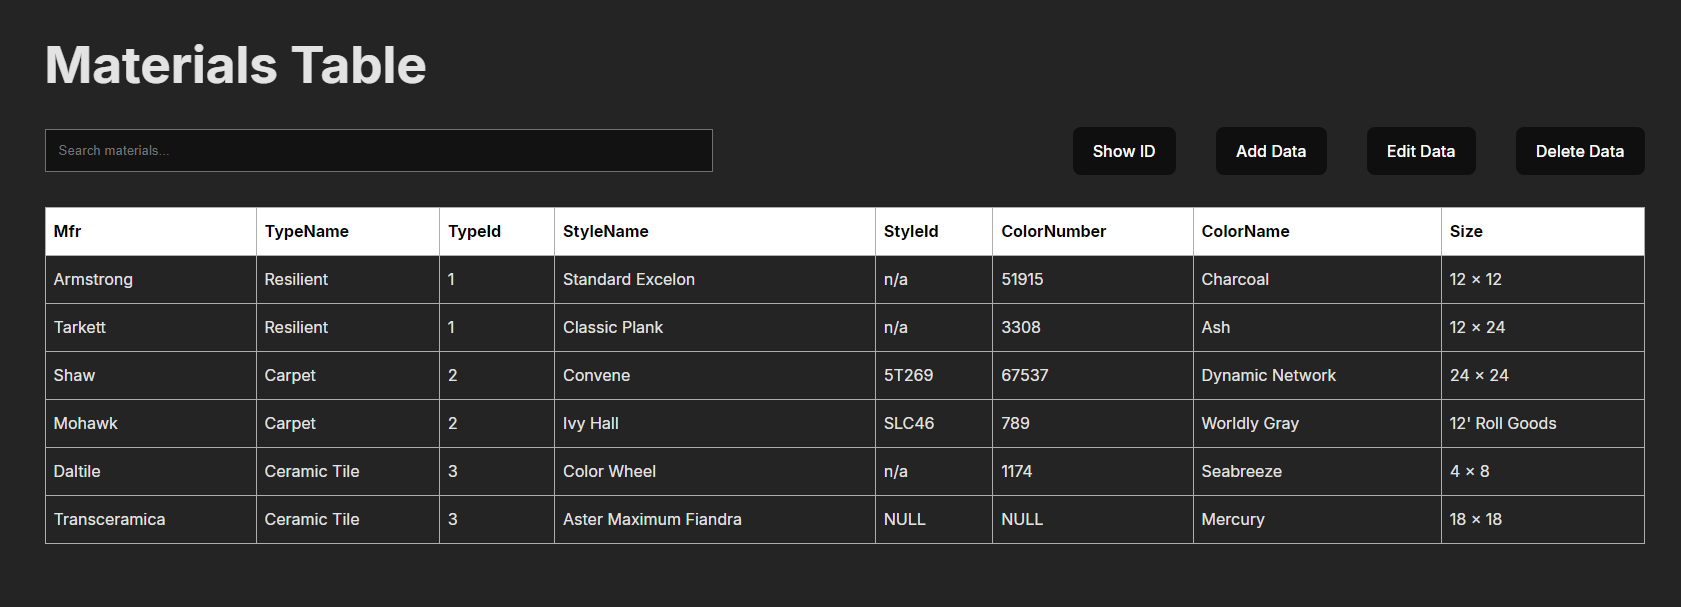 Materials Table
Search materials...
Show ID Add Data Edit Data Delete Data
Mfr TypeName TypeId StyleName StyleId ColorNumber ColorName Size
Armstrong Resilient 1 Standard Excelon n/a 51915 Charcoal 12 × 12
Tarkett Resilient 1 Classic Plank n/a 3308 Ash 12 × 24
Shaw Carpet 2 Convene 5T269 67537 Dynamic Network 24 × 24
Mohawk Carpet 2 Ivy Hall SLC46 789 Worldly Gray 12' Roll Goods
Daltile Ceramic Tile 3 Color Wheel n/a 1174 Seabreeze 4 × 8
Transceramica Ceramic Tile 3 Aster Maximum Fiandra NULL NULL Mercury 18 × 18